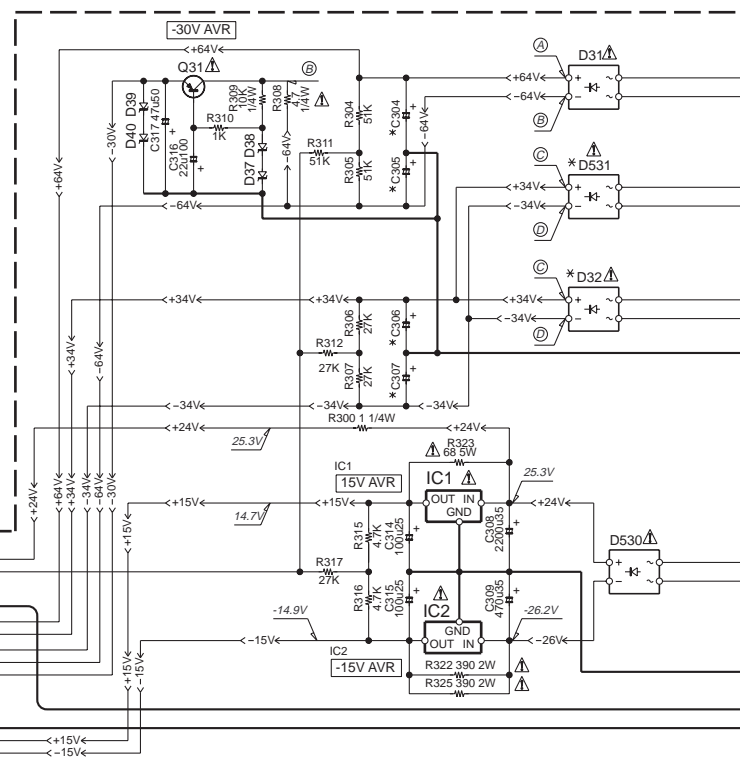 -30V AVR
+64V
Q31
B
A
D31
+64V
-64V
B
D40 D39
C317 47u50
R309
10K
1/4W
R308
4.7
1/4W
R310
1K
C316
22u100
D37 D38
-64V
R311
51K
R304
51K
R305
51K
*C304
*C305
-64V
-30V
+64V
-64V
C
*D531
+34V
-34V
D
C
*D32
+34V
-34V
D
+34V
+34V
R306
27K
R312
27K
R307
27K
*C306
*C307
+34V
-64V
-34V
-34V
-34V
+24V
R300 1 1/4W
+24V
25.3V
R323
68 5W
IC1
15V AVR
IC1
OUT IN
GND
25.3V
+24V
+24V
+64V
+34V
-34V
-64V
-30V
+15V
+15V
+15V
14.7V
R315
4.7K
C314
100u25
C308
2200u35
D530
R317
27K
R316
4.7K
C315
100u25
C309
470u35
IC2
GND
OUT IN
-14.9V
-15V
-26.2V
-26V
IC2
-15V AVR
R322 390 2W
R325 390 2W
+15V
-15V
+15V
-15V